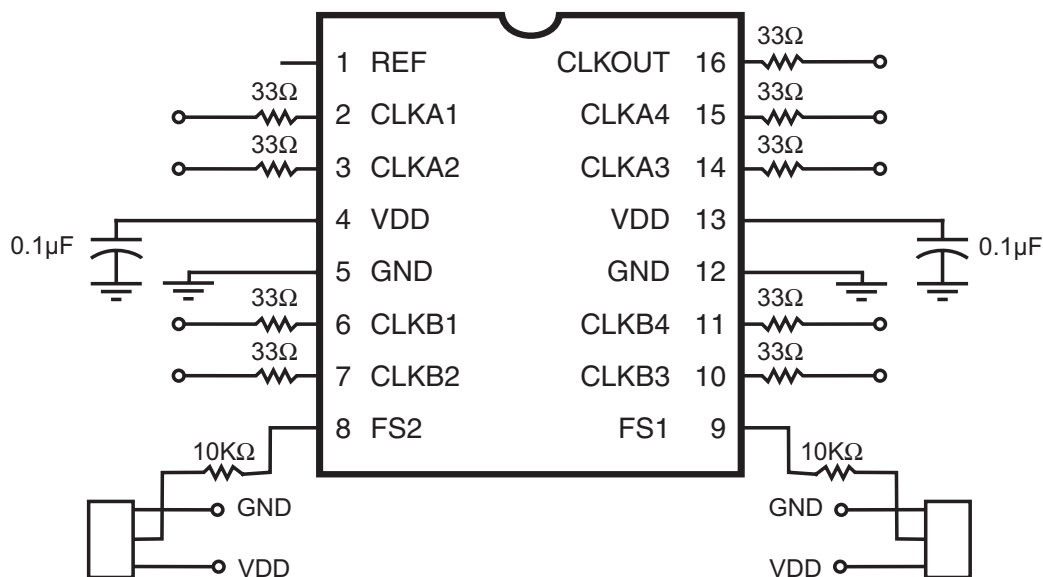 33Ω
1 REF CLKOUT 16
33Ω 33Ω
2 CLKA1 CLKA4 15
33Ω 33Ω
3 CLKA2 CLKA3 14
4 VDD VDD 13
0.1µF 0.1µF
5 GND GND 12
33Ω 33Ω
6 CLKB1 CLKB4 11
33Ω 33Ω
7 CLKB2 CLKB3 10
8 FS2 FS1 9
10KΩ 10KΩ
GND GND
VDD VDD